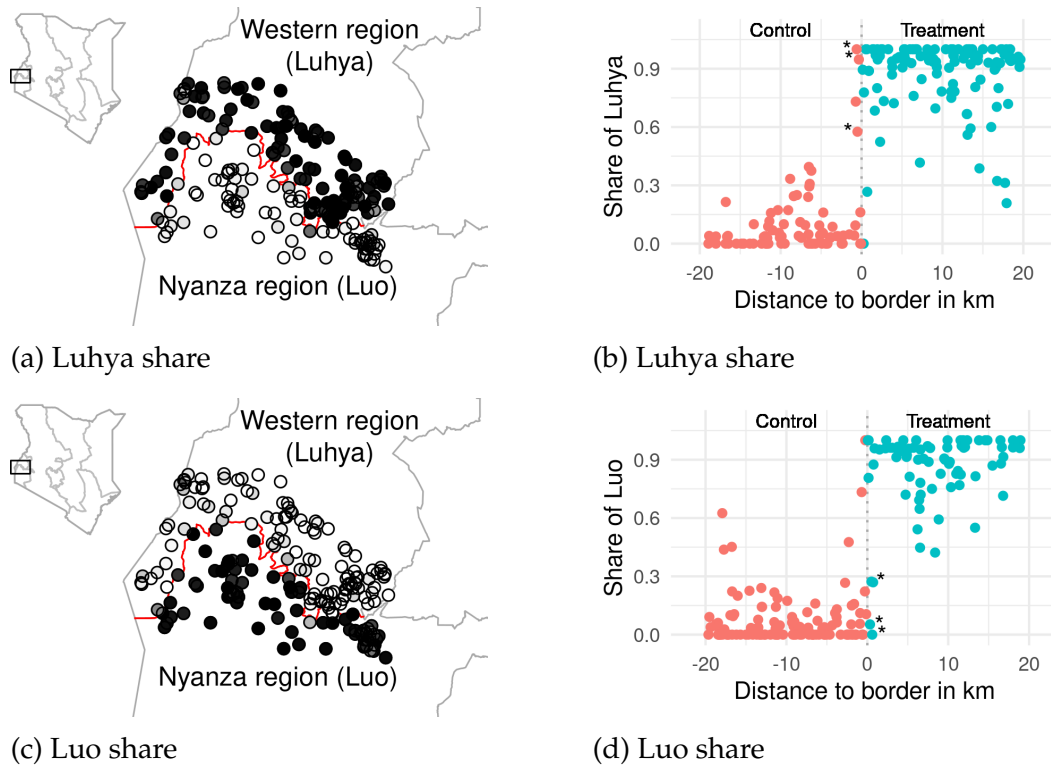 Western region
(Luhya)
Nyanza region (Luo)
(a) Luhya share
Control
Treatment
*
*
*
Share of Luhya
0.9
0.6
0.3
0.0
-20
-10
0
10
20
Distance to border in km
(b) Luhya share
Western region
(Luhya)
Nyanza region (Luo)
(c) Luo share
Control
Treatment
Share of Luo
0.9
0.6
0.3
0.0
*
*
*
-20
-10
0
10
20
Distance to border in km
(d) Luo share